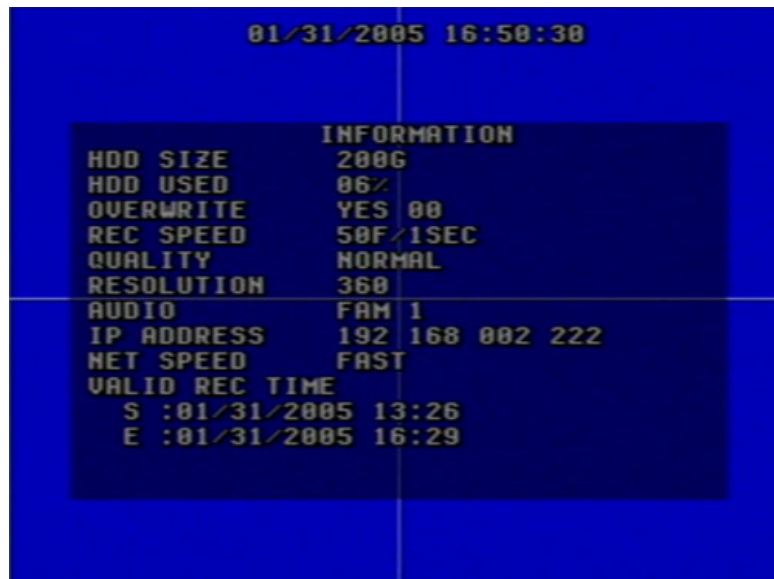 01/31/2005 16:50:30
INFORMATION
HDD SIZE 200G
HDD USED 06%
OVERWRITE YES 00
REC SPEED 50F/1SEC
QUALITY NORMAL
RESOLUTION 360
AUDIO FAM 1
IP ADDRESS 192 168 002 222
NET SPEED FAST
VALID REC TIME
S :01/31/2005 13:26
E :01/31/2005 16:29